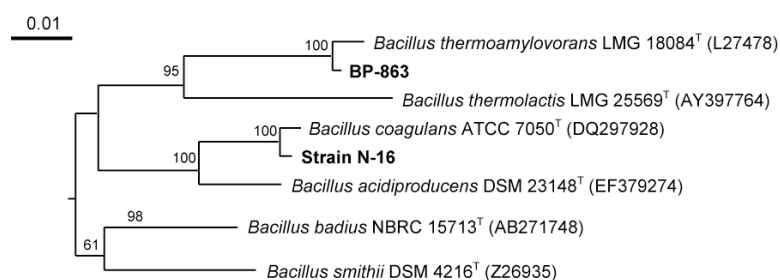 0.01
100
Bacillus thermoamylovorans LMG 18084ᵀ (L27478)
95
BP-863
Bacillus thermolactis LMG 25569ᵀ (AY397764)
100
Bacillus coagulans ATCC 7050ᵀ (DQ297928)
100
Strain N-16
Bacillus acidiproducens DSM 23148ᵀ (EF379274)
98
Bacillus badius NBRC 15713ᵀ (AB271748)
61
Bacillus smithii DSM 4216ᵀ (Z26935)